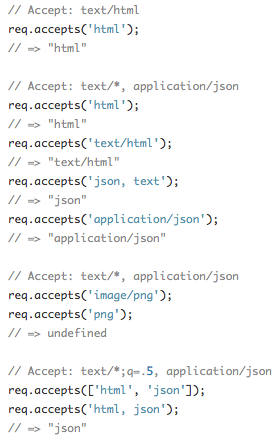 // Accept: text/html
req.accepts('html');
// => "html"
// Accept: text/*, application/json
req.accepts('html');
// => "html"
req.accepts('text/html');
// => "text/html"
req.accepts('json, text');
// => "json"
req.accepts('application/json');
// => "application/json"
// Accept: text/*, application/json
req.accepts('image/png');
req.accepts('png');
// => undefined
// Accept: text/*;q=.5, application/json
req.accepts(['html', 'json']);
req.accepts('html, json');
// => "json"